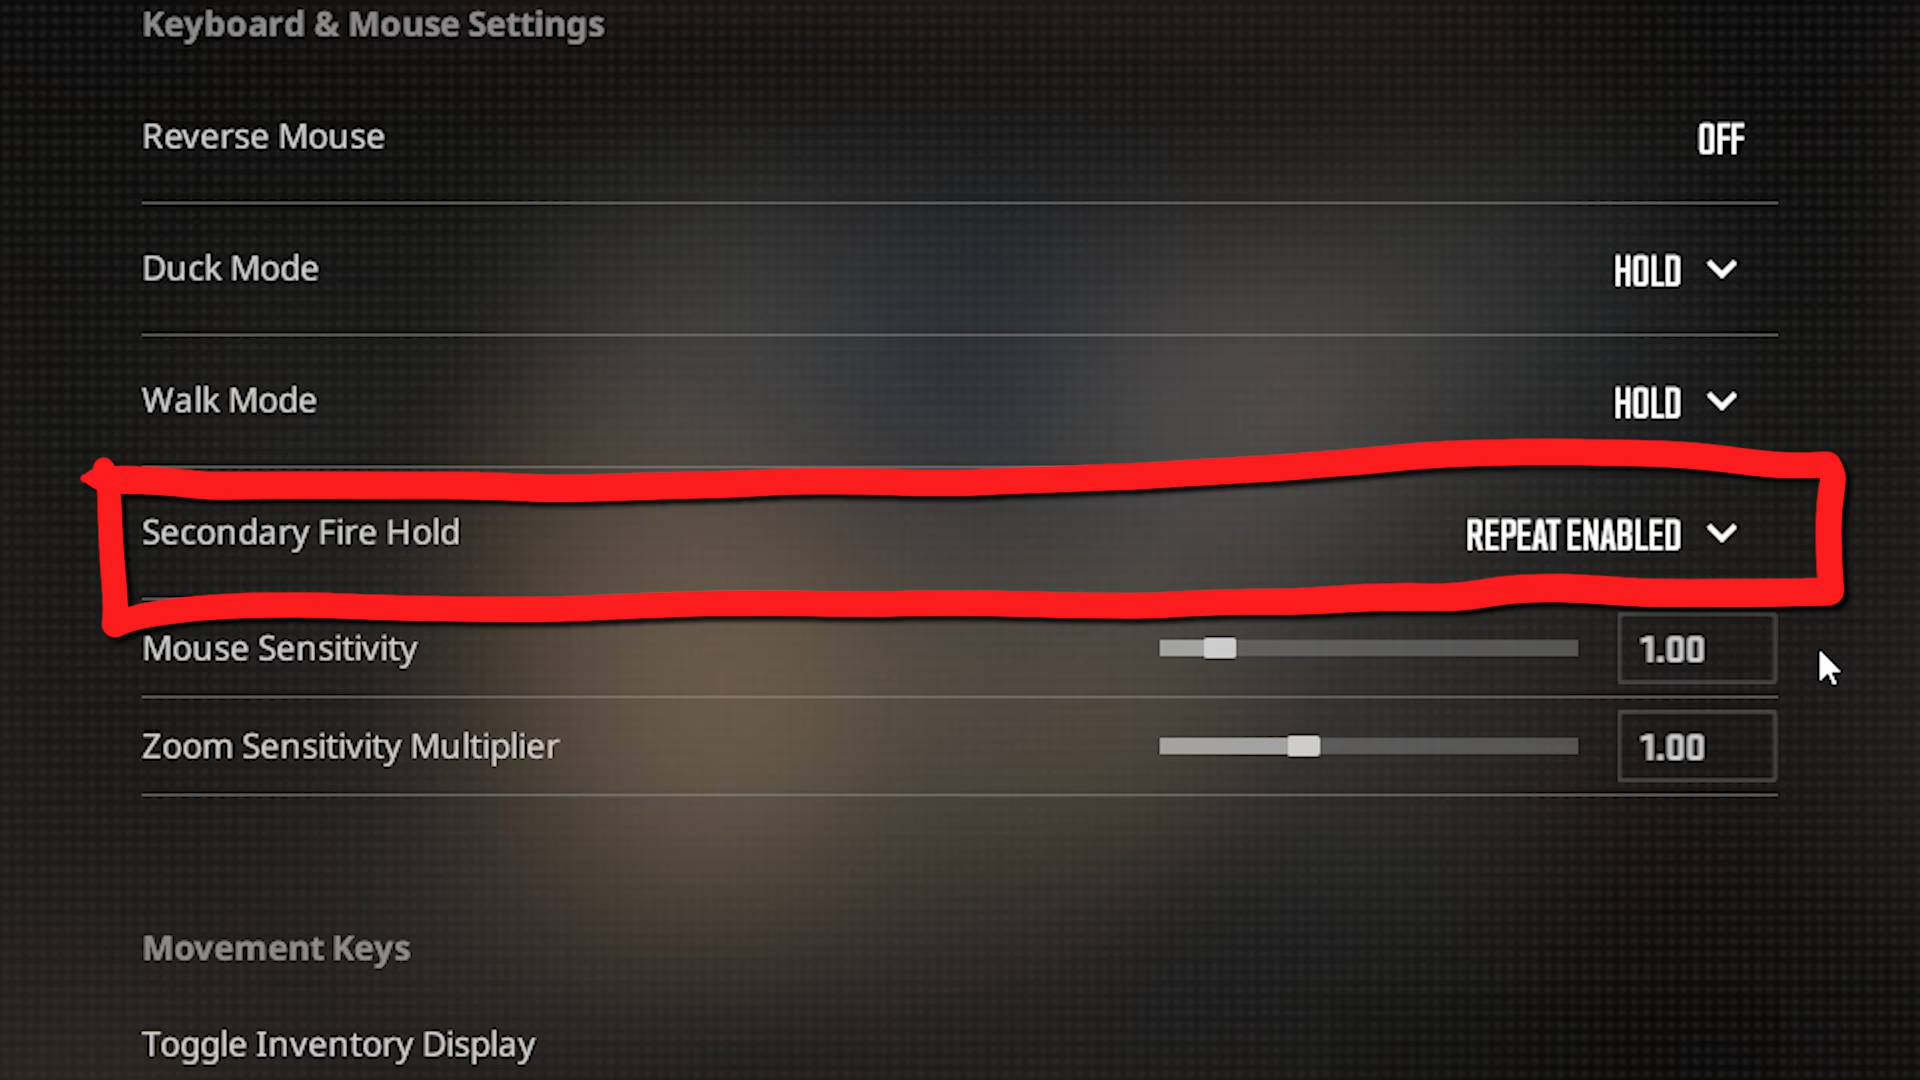 Keyboard & Mouse Settings
Reverse Mouse OFF
Duck Mode HOLD
Walk Mode HOLD
Secondary Fire Hold REPEAT ENABLED
Mouse Sensitivity 1.00
Zoom Sensitivity Multiplier 1.00
Movement Keys
Toggle Inventory Display